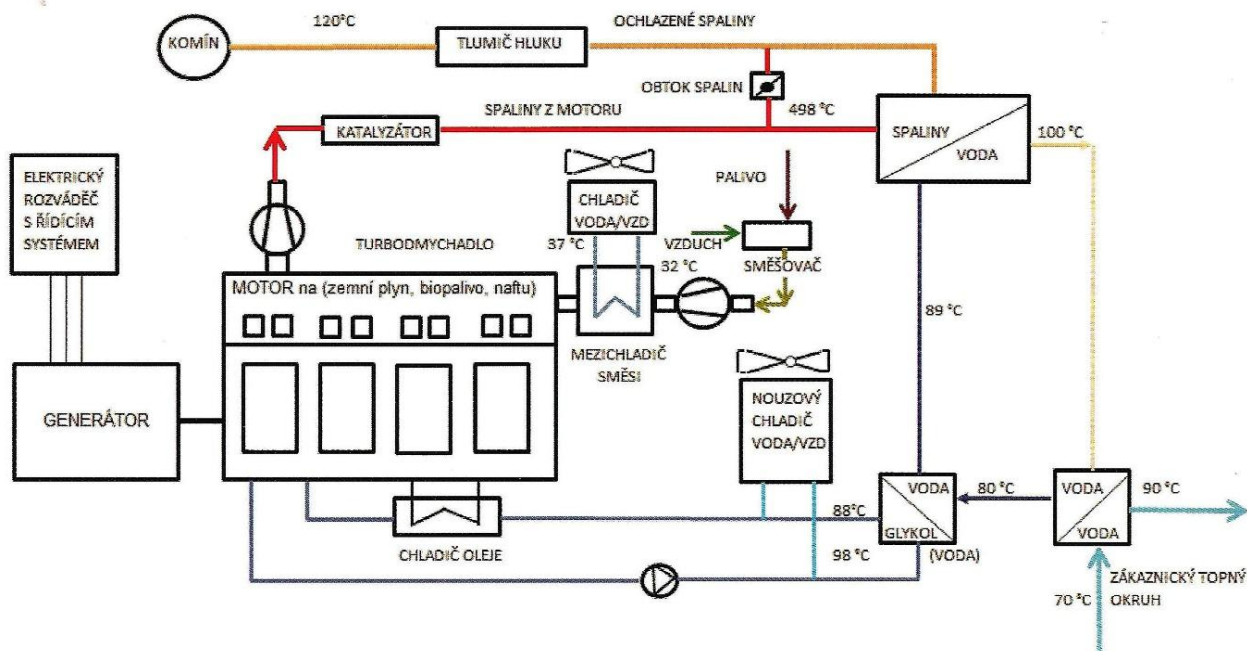 120°C
OCHLAZENÉ SPALINY
KOMÍN
TLUMIČ HLUKU
OBTOK SPALIN
SPALINY Z MOTORU
498 °C
KATALYZÁTOR
SPALINY
VODA
100 °C
ELEKTRICKÝ
ROZVÁDĚČ
S ŘÍDÍCÍM
SYSTÉMEM
PALIVO
CHLADIČ
VODA/VZD
TURBODMYCHADLO
37 °C
VZDUCH
32 °C
SMĚŠOVAČ
MOTOR na (zemní plyn, biopalivo, naftu)
89 °C
MEZICHLADIČ
SMĚSI
GENERÁTOR
NOUZOVÝ
CHLADIČ
VODA/VZD
VODA
GLYKOL
(VODA)
80 °C
VODA
VODA
90 °C
88°C
98 °C
CHLADIČ OLEJE
70 °C
ZÁKAZNICKÝ TOPNÝ
OKRUH